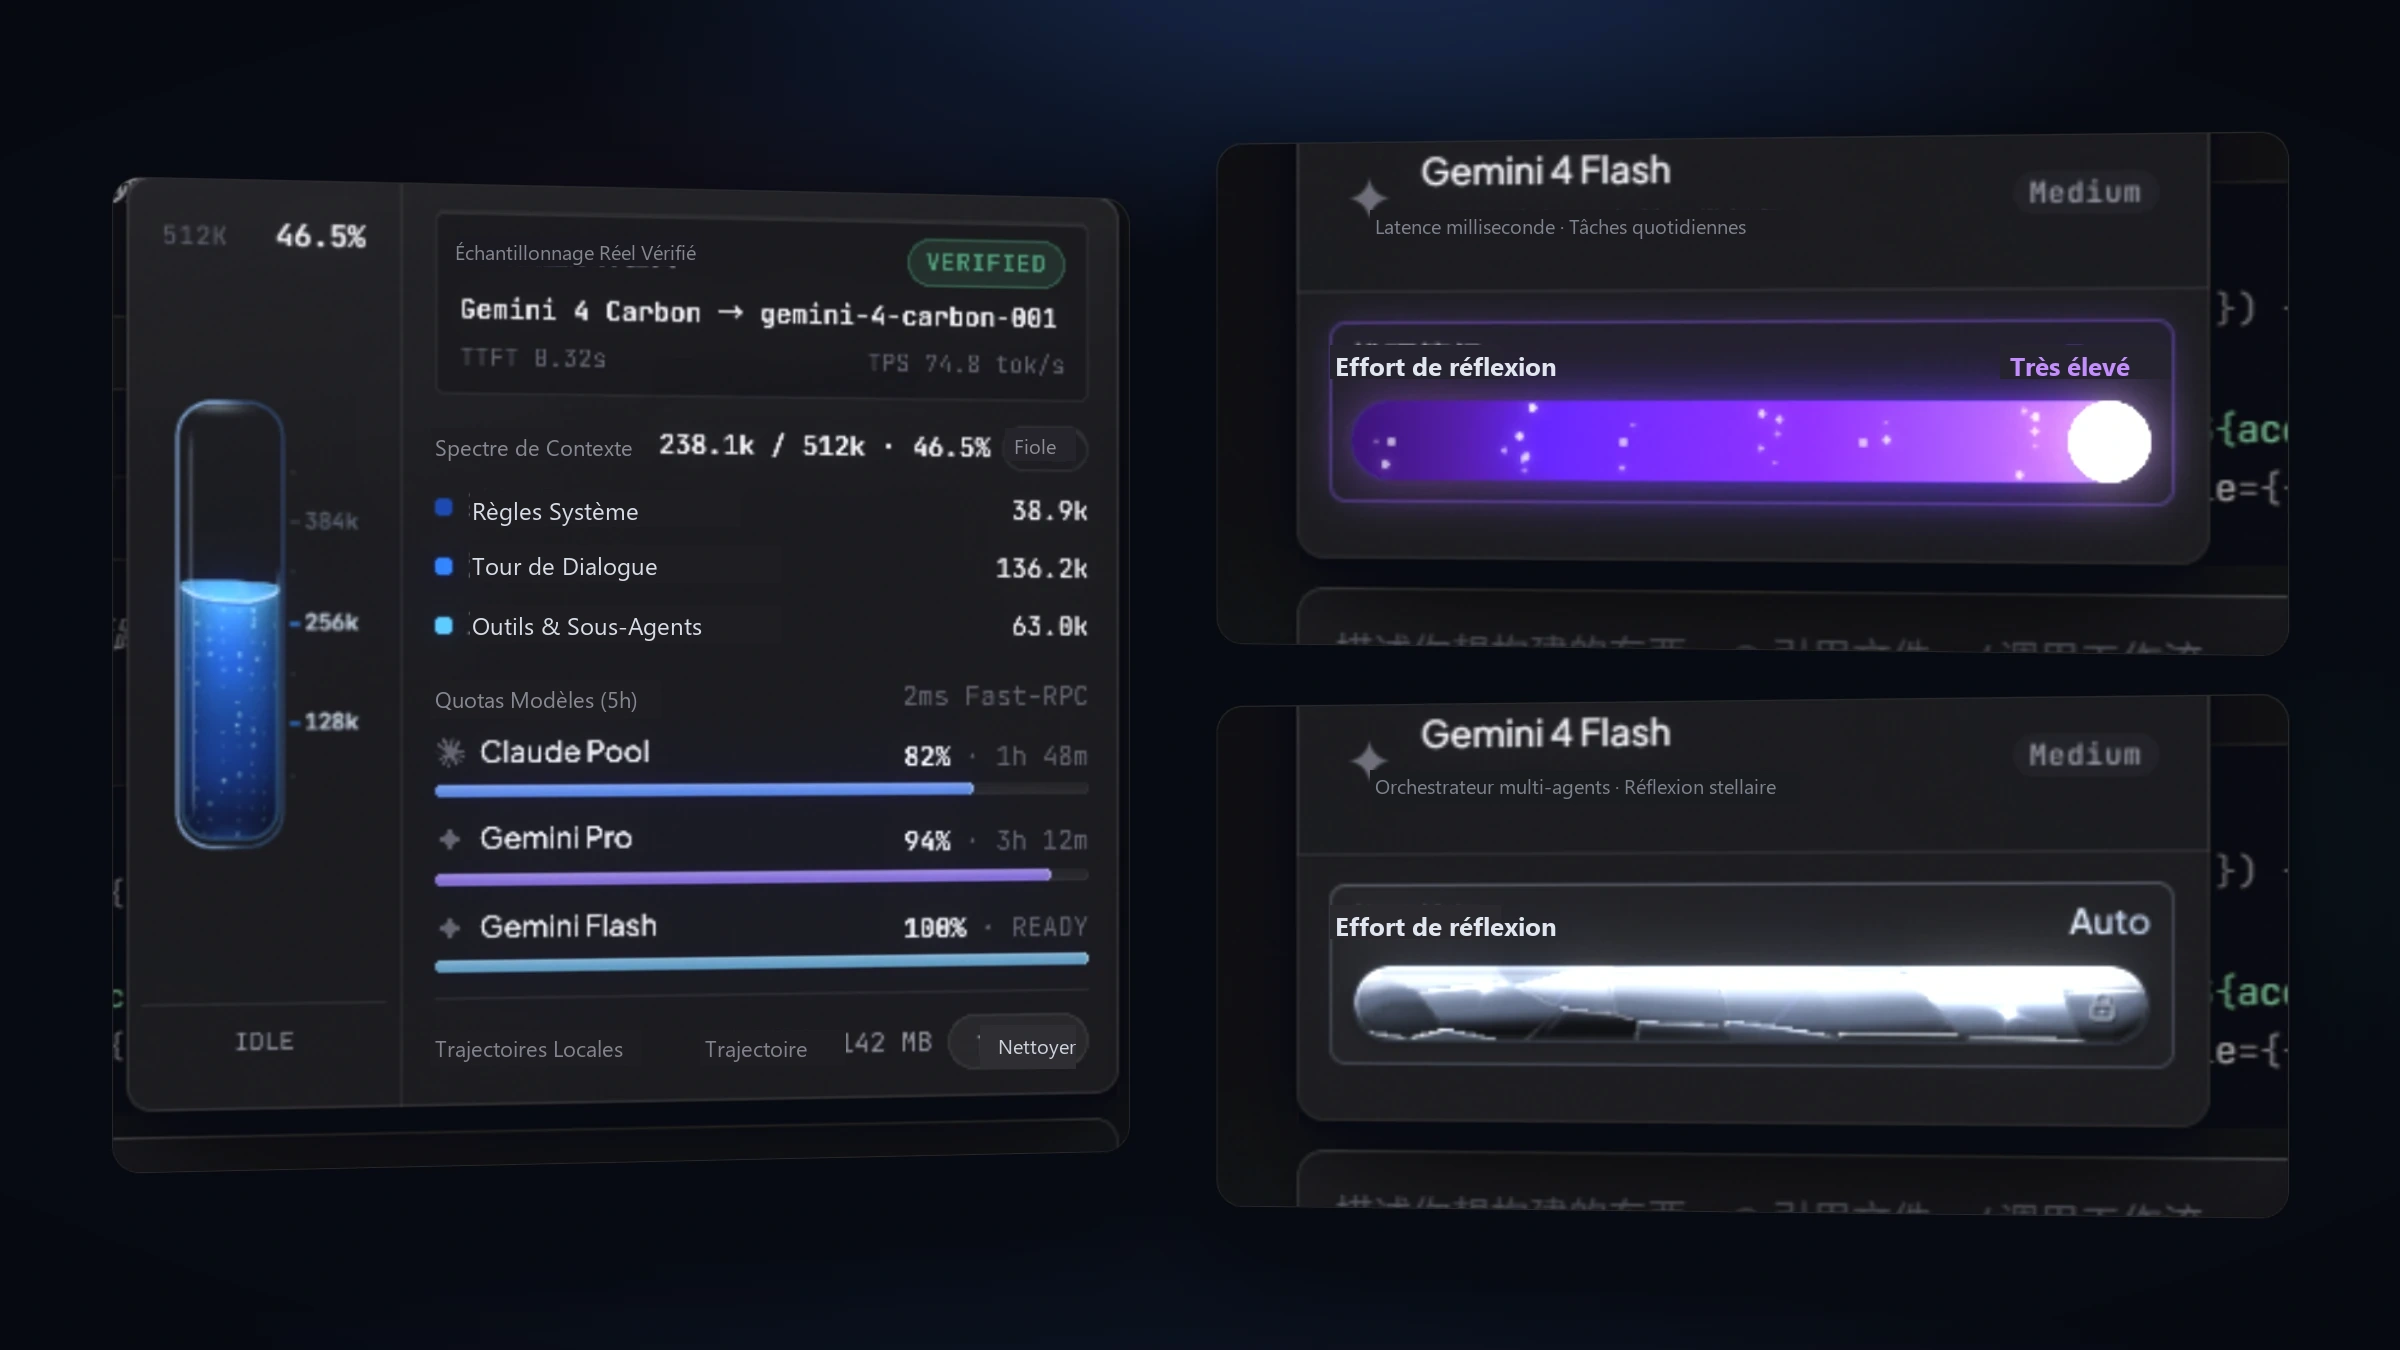 512K 46.5%
Échantillonnage Réel Vérifié
VERIFIED
Gemini 4 Carbon → gemini-4-carbon-001
TTFT 0.32s TPS 74.8 tok/s
Spectre de Contexte 238.1k / 512k · 46.5% Fiole
Règles Système 38.9k
Tour de Dialogue 136.2k
Outils & Sous-Agents 63.0k
384k
256k
128k
Quotas Modèles (5h) 2ms Fast-RPC
Claude Pool 82% · 1h 48m
Gemini Pro 94% · 3h 12m
Gemini Flash 100% · READY
IDLE
Trajectoires Locales Trajectoire 142 MB Nettoyer
Gemini 4 Flash
Medium
Latence milliseconde · Tâches quotidiennes
Effort de réflexion Très élevé
})
{acc
e={
Gemini 4 Flash
Medium
Orchestrateur multi-agents · Réflexion stellaire
Effort de réflexion Auto
})
{acc
e={